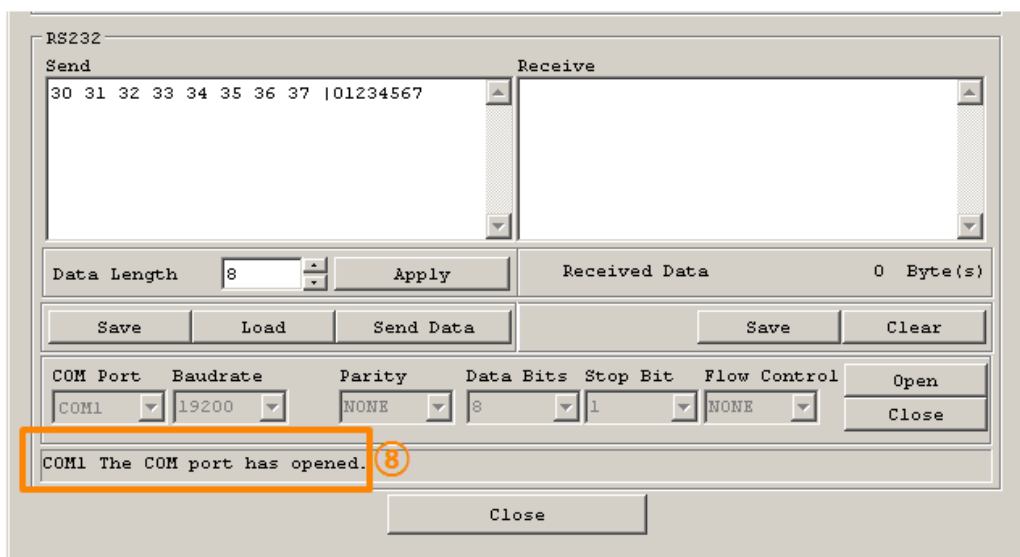 RS232
Send Receive
30 31 32 33 34 35 36 37 |01234567
Data Length 8 Apply Received Data 0 Byte(s)
Save Load Send Data Save Clear
COM Port Baudrate Parity Data Bits Stop Bit Flow Control Open
COM1 19200 NONE 8 1 NONE Close
COM1 The COM port has opened. ⑧
Close